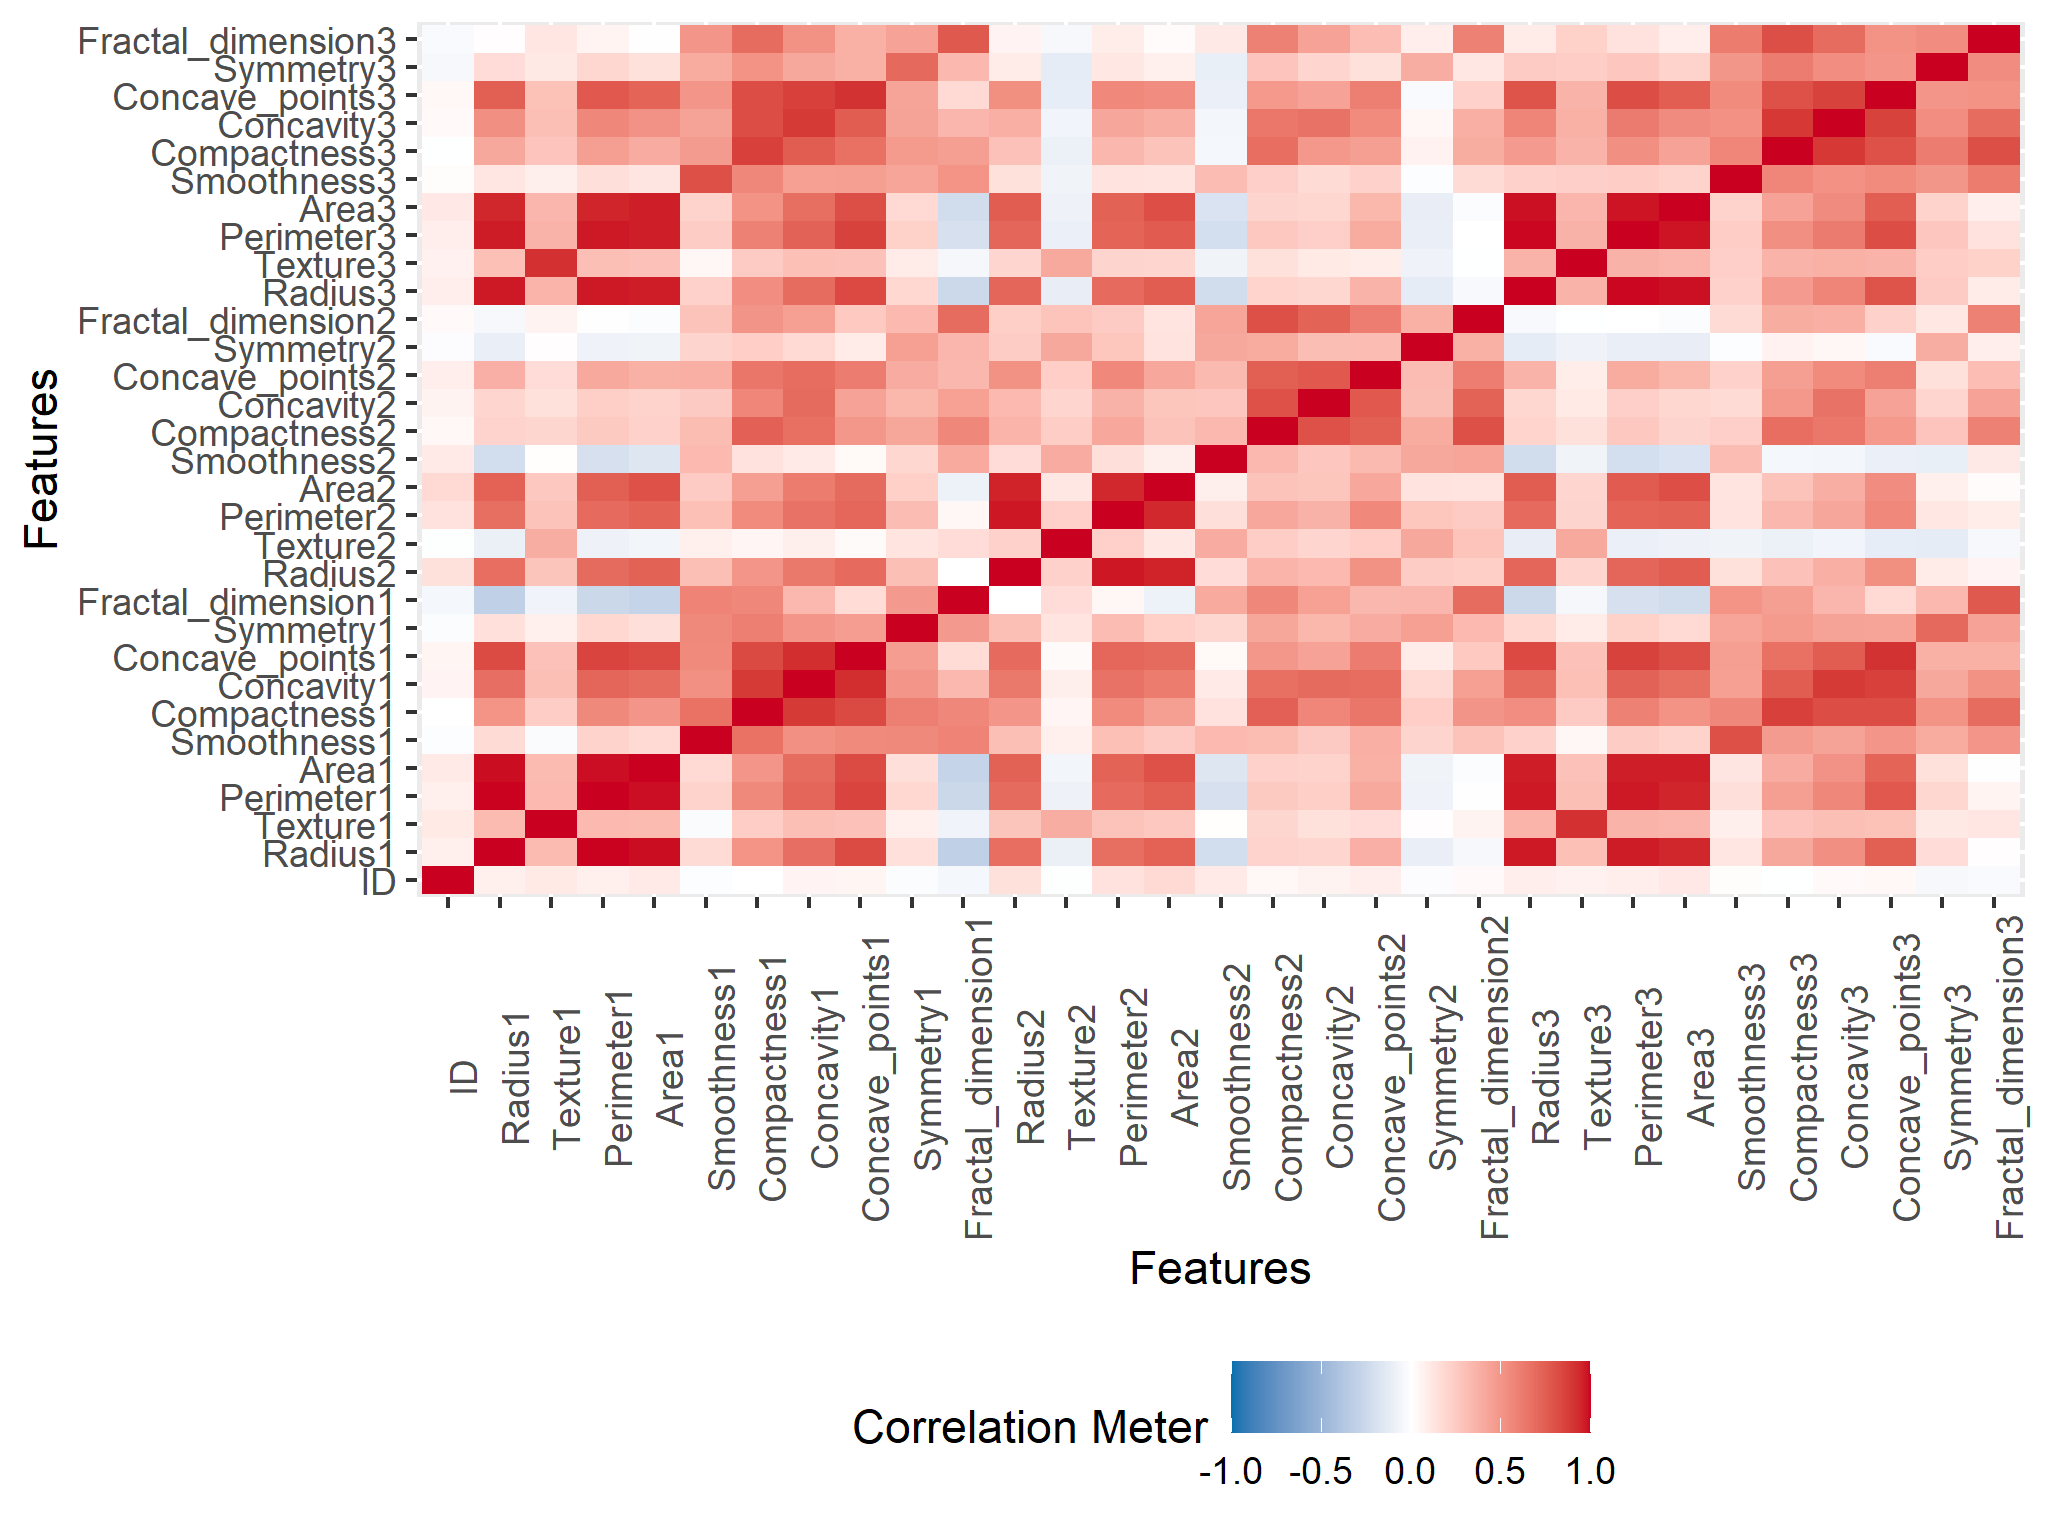 Features
Fractal_dimension3
Symmetry3
Concave_points3
Concavity3
Compactness3
Smoothness3
Area3
Perimeter3
Texture3
Radius3
Fractal_dimension2
Symmetry2
Concave_points2
Concavity2
Compactness2
Smoothness2
Area2
Perimeter2
Texture2
Radius2
Fractal_dimension1
Symmetry1
Concave_points1
Concavity1
Compactness1
Smoothness1
Area1
Perimeter1
Texture1
Radius1
ID
ID
Radius1
Texture1
Perimeter1
Area1
Smoothness1
Compactness1
Concavity1
Concave_points1
Symmetry1
Fractal_dimension1
Radius2
Texture2
Perimeter2
Area2
Smoothness2
Compactness2
Concavity2
Concave_points2
Symmetry2
Fractal_dimension2
Radius3
Texture3
Perimeter3
Area3
Smoothness3
Compactness3
Concavity3
Concave_points3
Symmetry3
Fractal_dimension3
Features
Correlation Meter
-1.0 -0.5 0.0 0.5 1.0